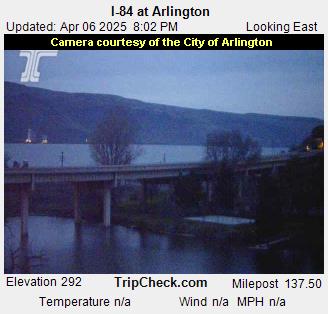 I-84 at Arlington
Updated: Apr 06 2025 8:02 PM Looking East
Camera courtesy of the City of Arlington
Elevation 292 TripCheck.com Milepost 137.50
Temperature n/a Wind n/a MPH n/a